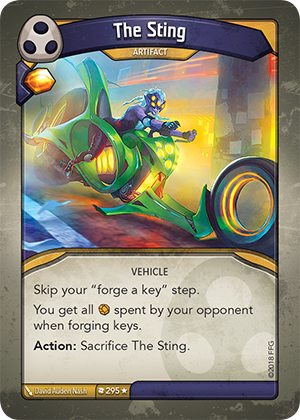 The Sting
ARTIFACT
VEHICLE
Skip your “forge a key” step.
You get all spent by your opponent
when forging keys.
Action: Sacrifice The Sting.
David Auden Nash
295
©2018 FFG